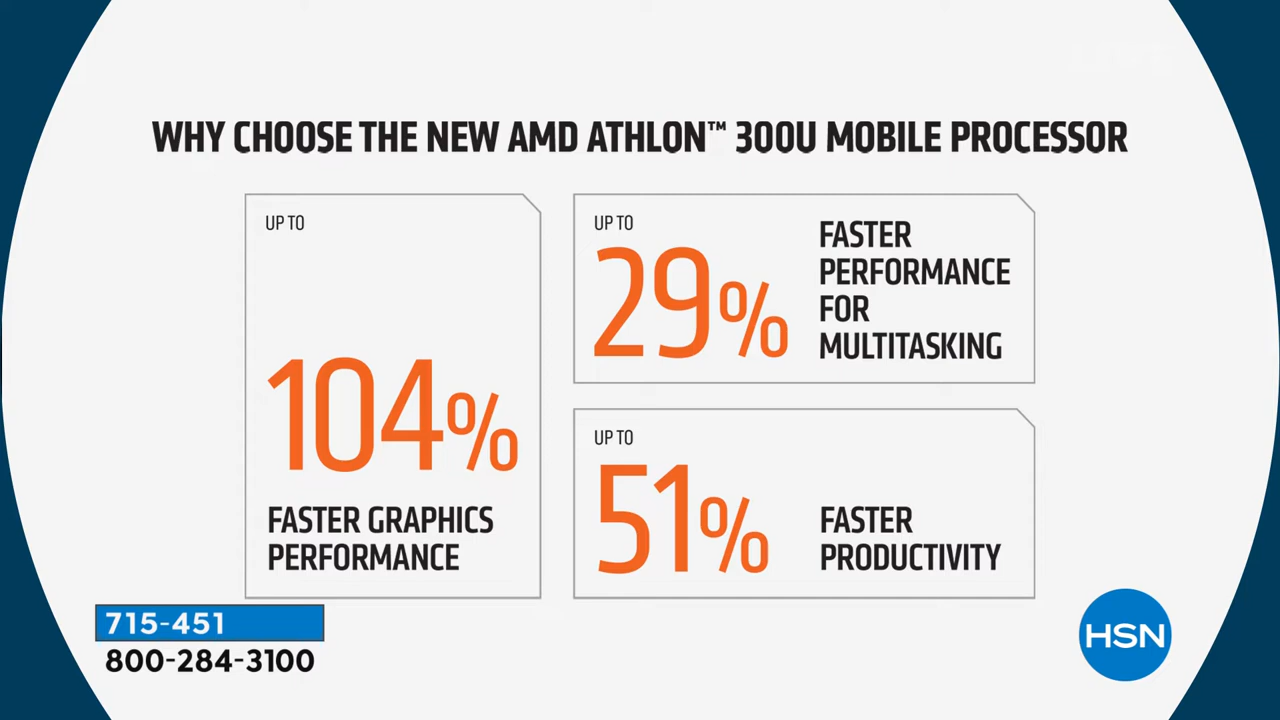 WHY CHOOSE THE NEW AMD ATHLON™ 300U MOBILE PROCESSOR
UP TO
104%
FASTER GRAPHICS
PERFORMANCE
UP TO
29%
FASTER
PERFORMANCE
FOR
MULTITASKING
UP TO
51%
FASTER
PRODUCTIVITY
715-451
800-284-3100
HSN